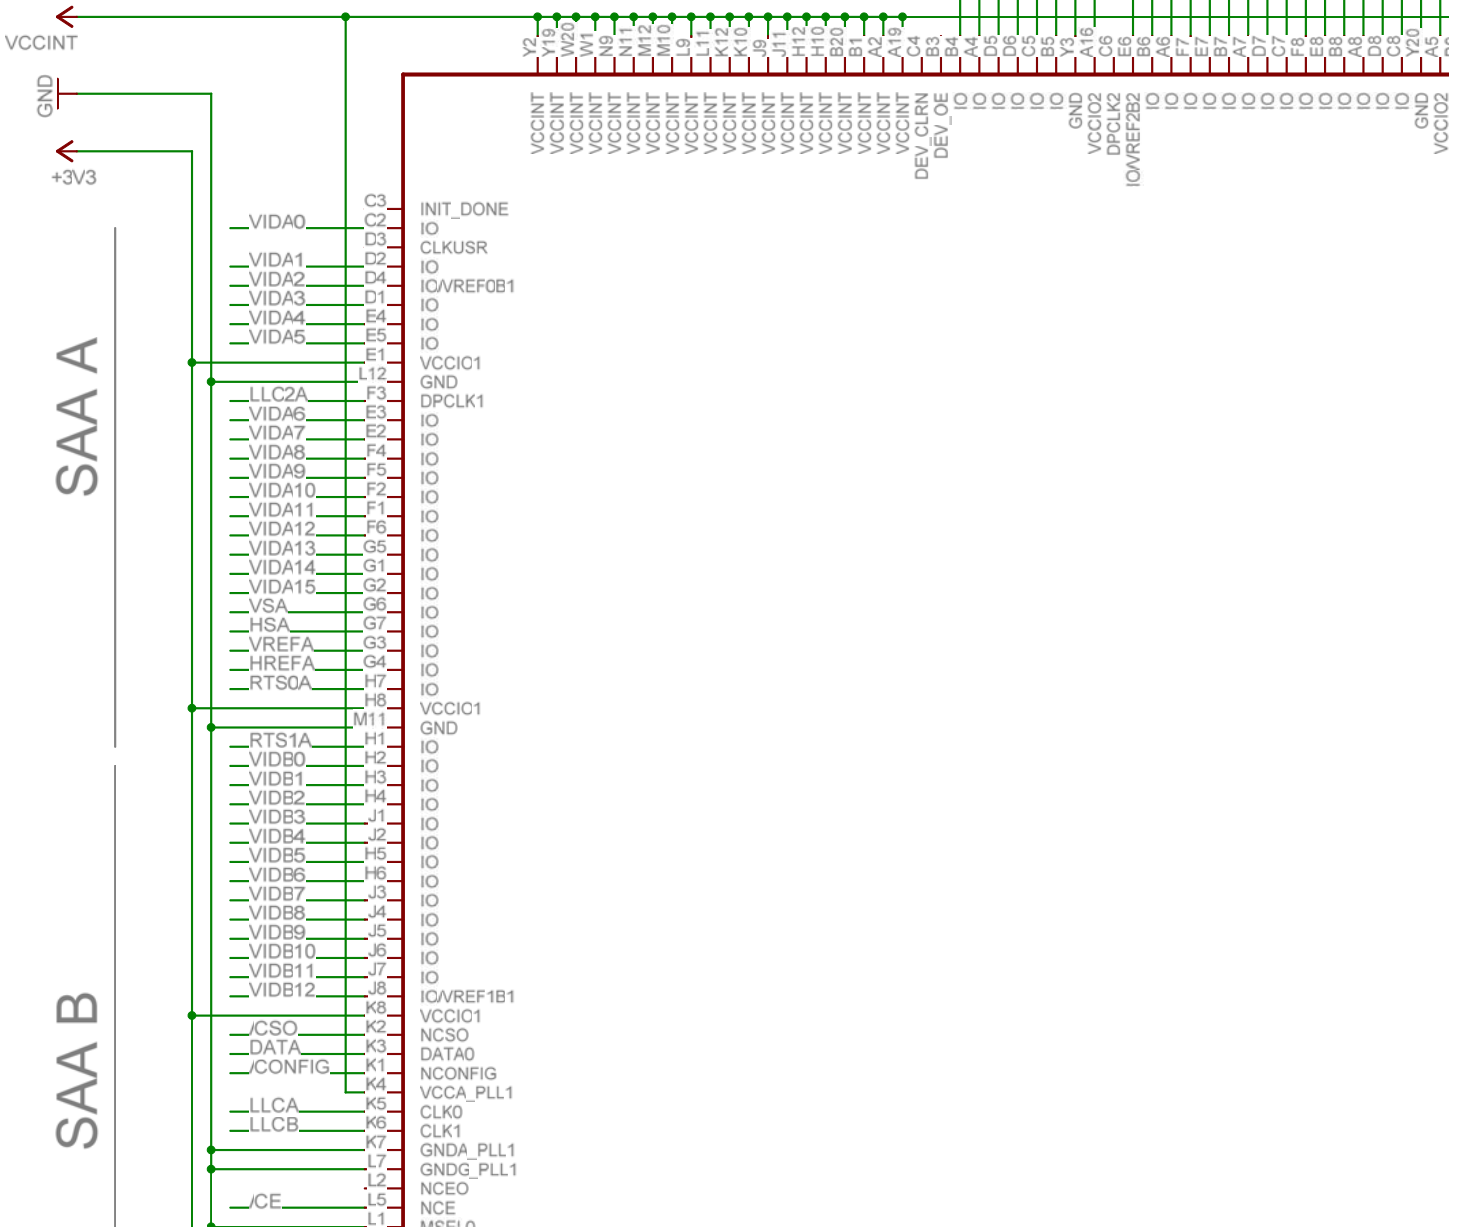 VCCINT
GND
+3V3
SAA A
SAA B
Y2 Y19 W20 W1 N9 N11 M12 M10 L9 L11 K12 K10 J9 J11 H12 H10 B20 B1 A2 A19 C4 B3 B4 A4 D5 D6 C5 B5 Y3 A16 C6 E6 B6 A6 F7 E7 B7 A7 D7 C7 F8 E8 B8 A8 D8 C8 Y20 A5
VCCINT VCCINT VCCINT VCCINT VCCINT VCCINT VCCINT VCCINT VCCINT VCCINT VCCINT VCCINT VCCINT VCCINT VCCINT VCCINT VCCINT VCCINT VCCINT VCCINT DEV_CLRN DEV_OE IO IO IO IO IO IO GND VCCIO2 DPCLK2 IO/VREF2B2 IO IO IO IO IO IO IO IO IO IO IO IO IO IO GND VCCIO2
C3 INIT_DONE
VIDA0 C2 IO
D3 CLKUSR
VIDA1 D2 IO
VIDA2 D4 IO/VREF0B1
VIDA3 D1 IO
VIDA4 E4 IO
VIDA5 E5 IO
E1 VCCIO1
L12 GND
LLC2A F3 DPCLK1
VIDA6 E3 IO
VIDA7 E2 IO
VIDA8 F4 IO
VIDA9 F5 IO
VIDA10 F2 IO
VIDA11 F1 IO
VIDA12 F6 IO
VIDA13 G5 IO
VIDA14 G1 IO
VIDA15 G2 IO
VSA G6 IO
HSA G7 IO
VREFA G3 IO
HREFA G4 IO
RTS0A H7 IO
H8 VCCIO1
M11 GND
RTS1A H1 IO
VIDB0 H2 IO
VIDB1 H3 IO
VIDB2 H4 IO
VIDB3 J1 IO
VIDB4 J2 IO
VIDB5 H5 IO
VIDB6 H6 IO
VIDB7 J3 IO
VIDB8 J4 IO
VIDB9 J5 IO
VIDB10 J6 IO
VIDB11 J7 IO
VIDB12 J8 IO/VREF1B1
K8 VCCIO1
/CSO K2 NCSO
DATA K3 DATA0
/CONFIG K1 NCONFIG
K4 VCCA_PLL1
LLCA K5 CLK0
LLCB K6 CLK1
K7 GNDA_PLL1
L7 GNDG_PLL1
L2 NCEO
/CE L5 NCE
L1 MSEL0